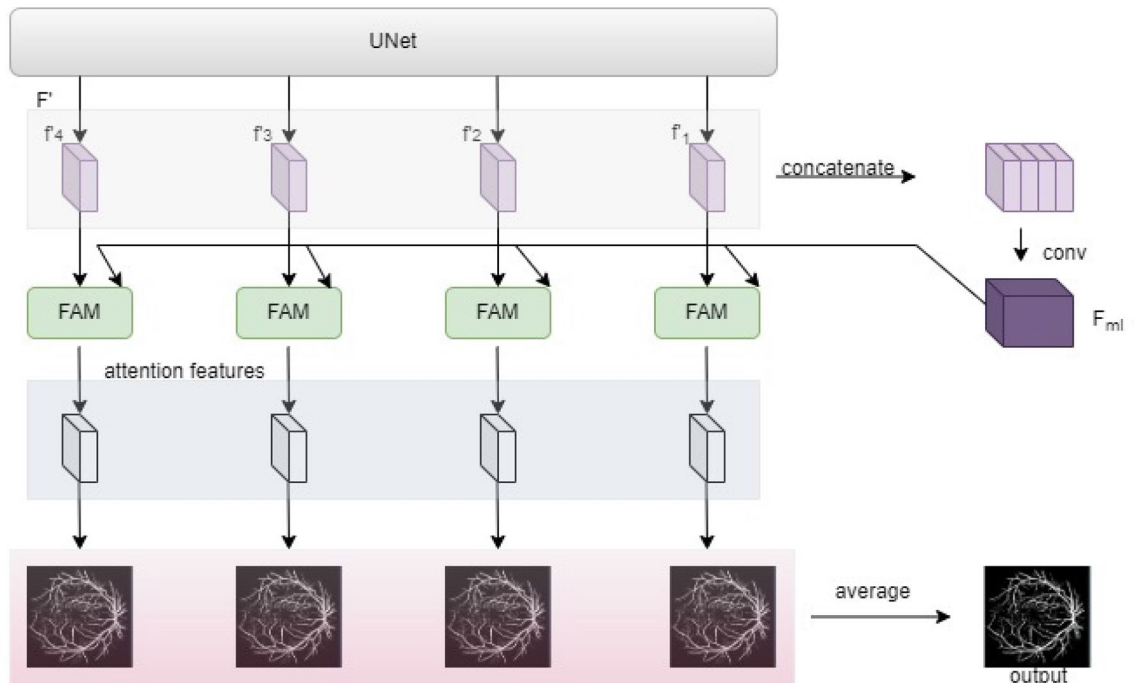 UNet
F'
f'4 f'3 f'2 f'1
concatenate
conv
FAM FAM FAM FAM
Fml
attention features
average
output